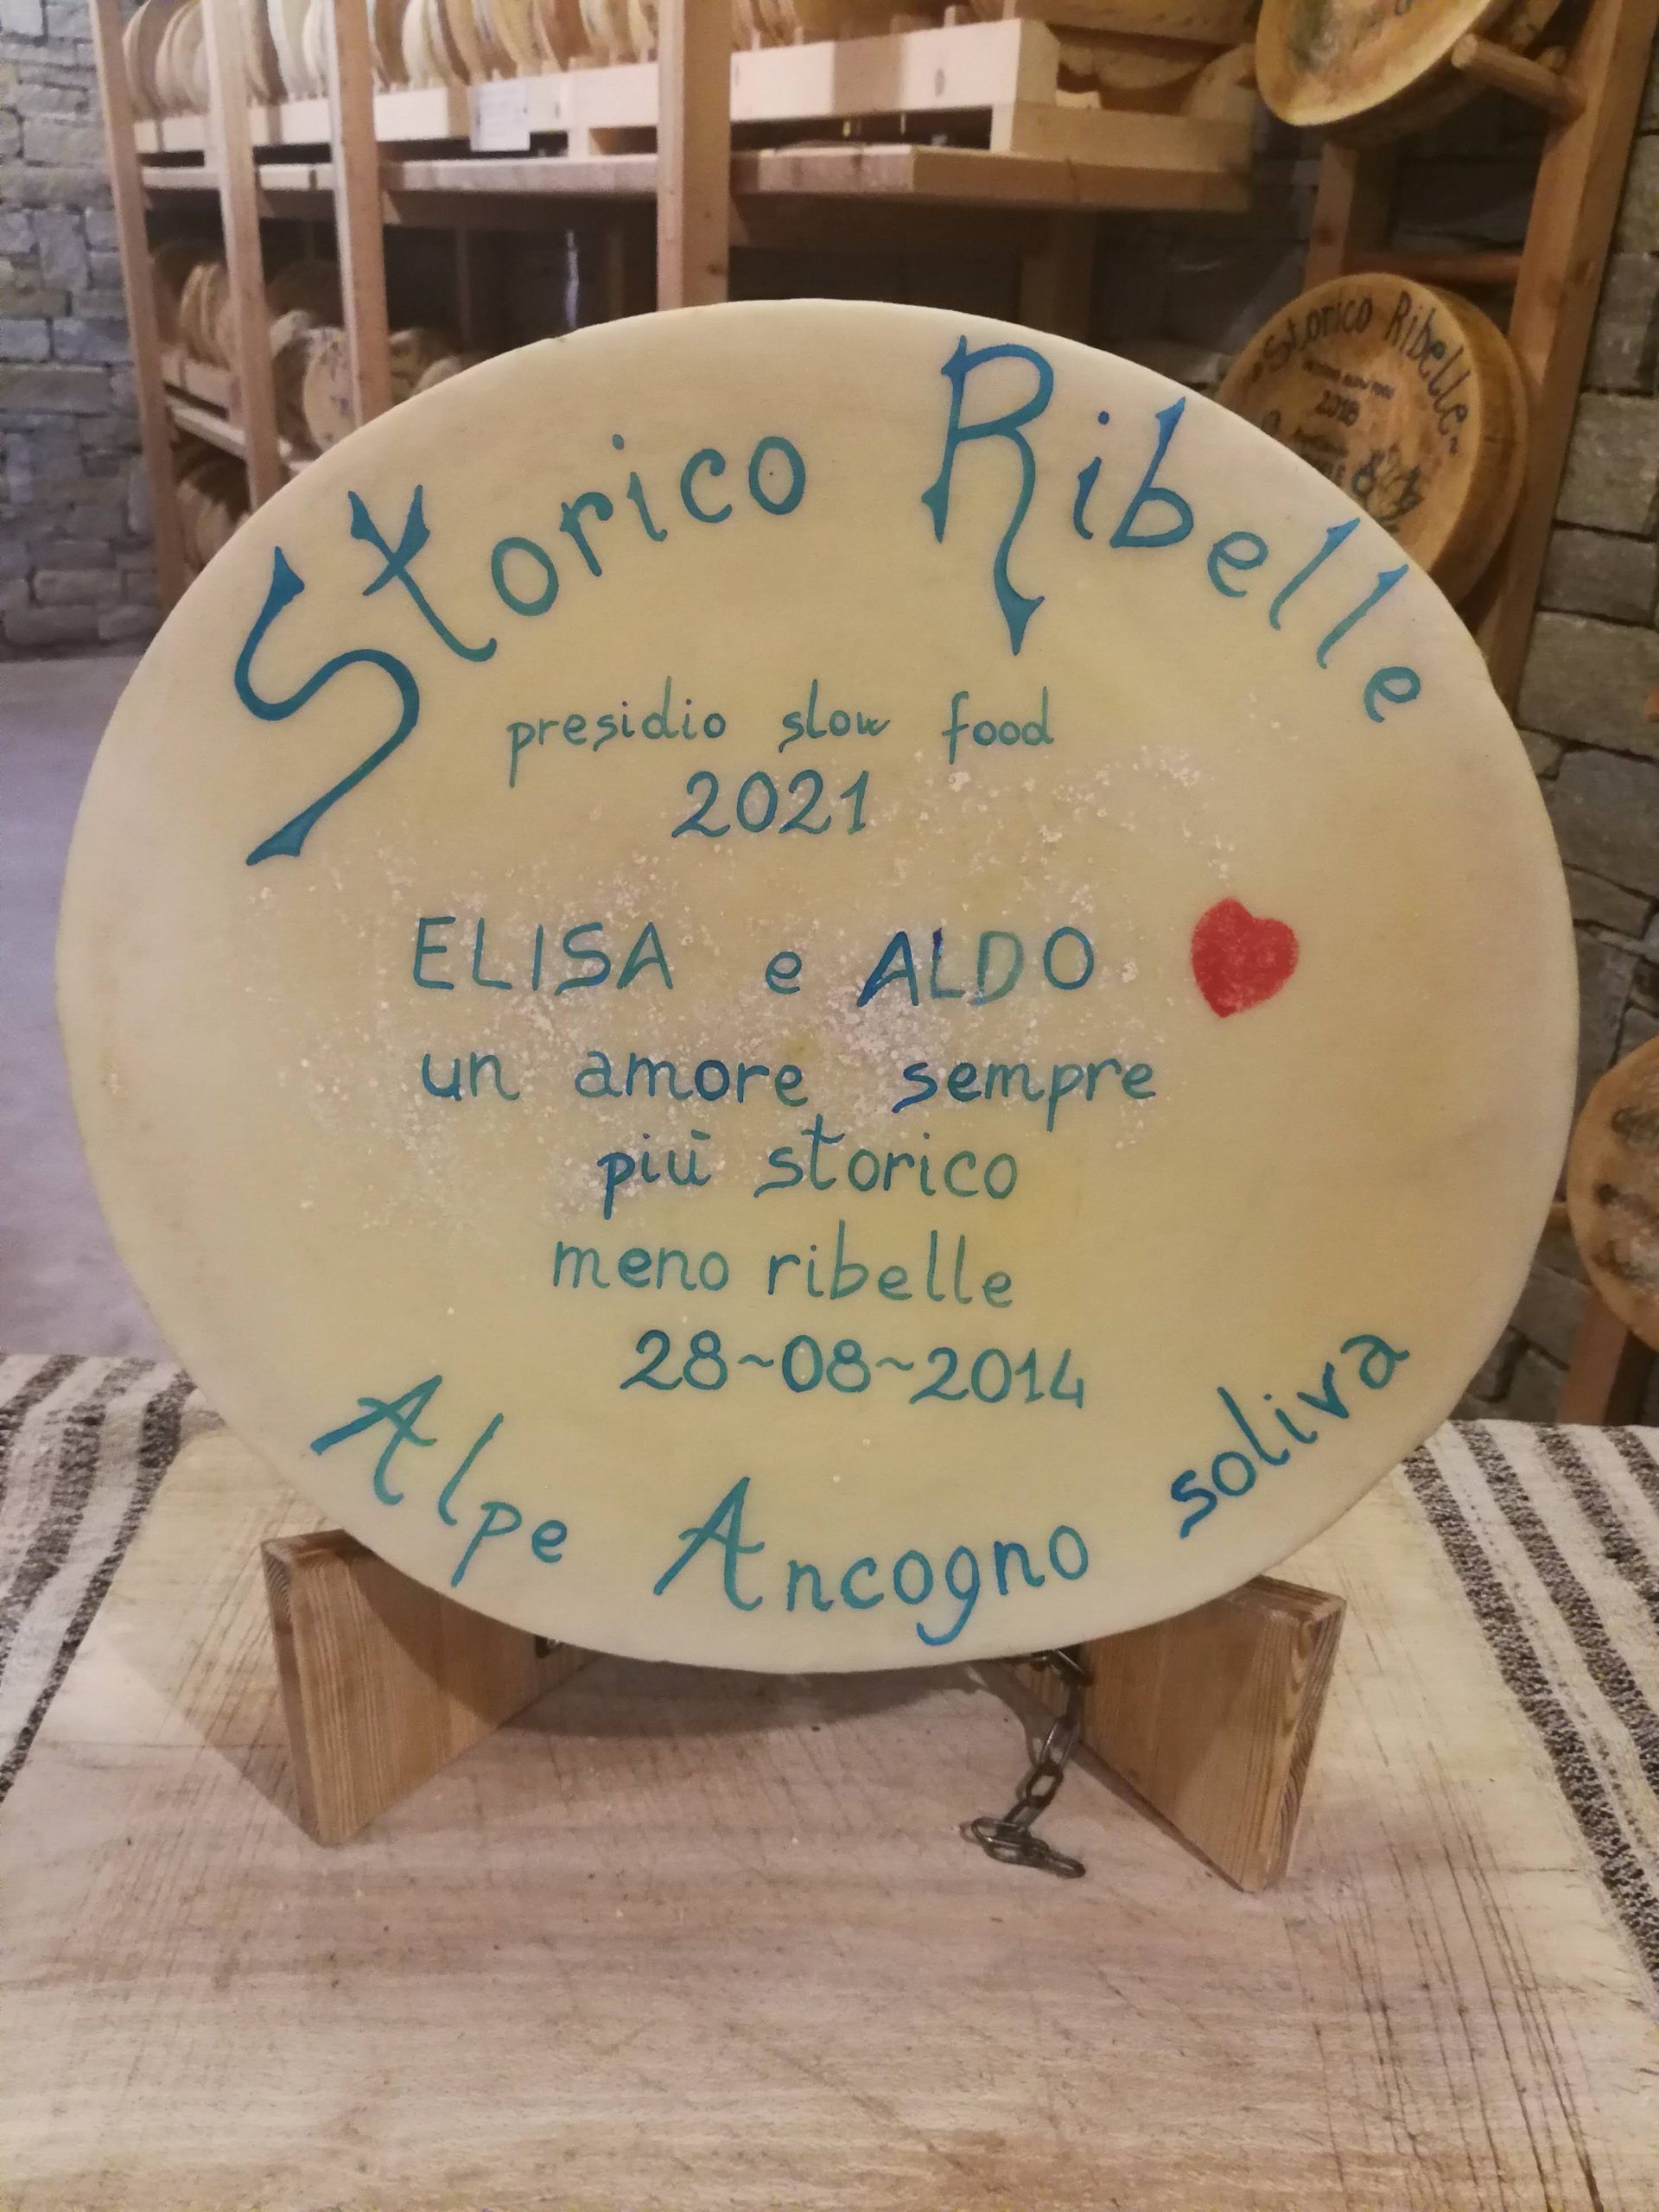 Storico Ribelle
presidio slow food
2021
ELISA e ALDO
un amore sempre
più storico
meno ribelle
28~08~2014
Alpe Ancogno soliva
Storico Ribelle
2018